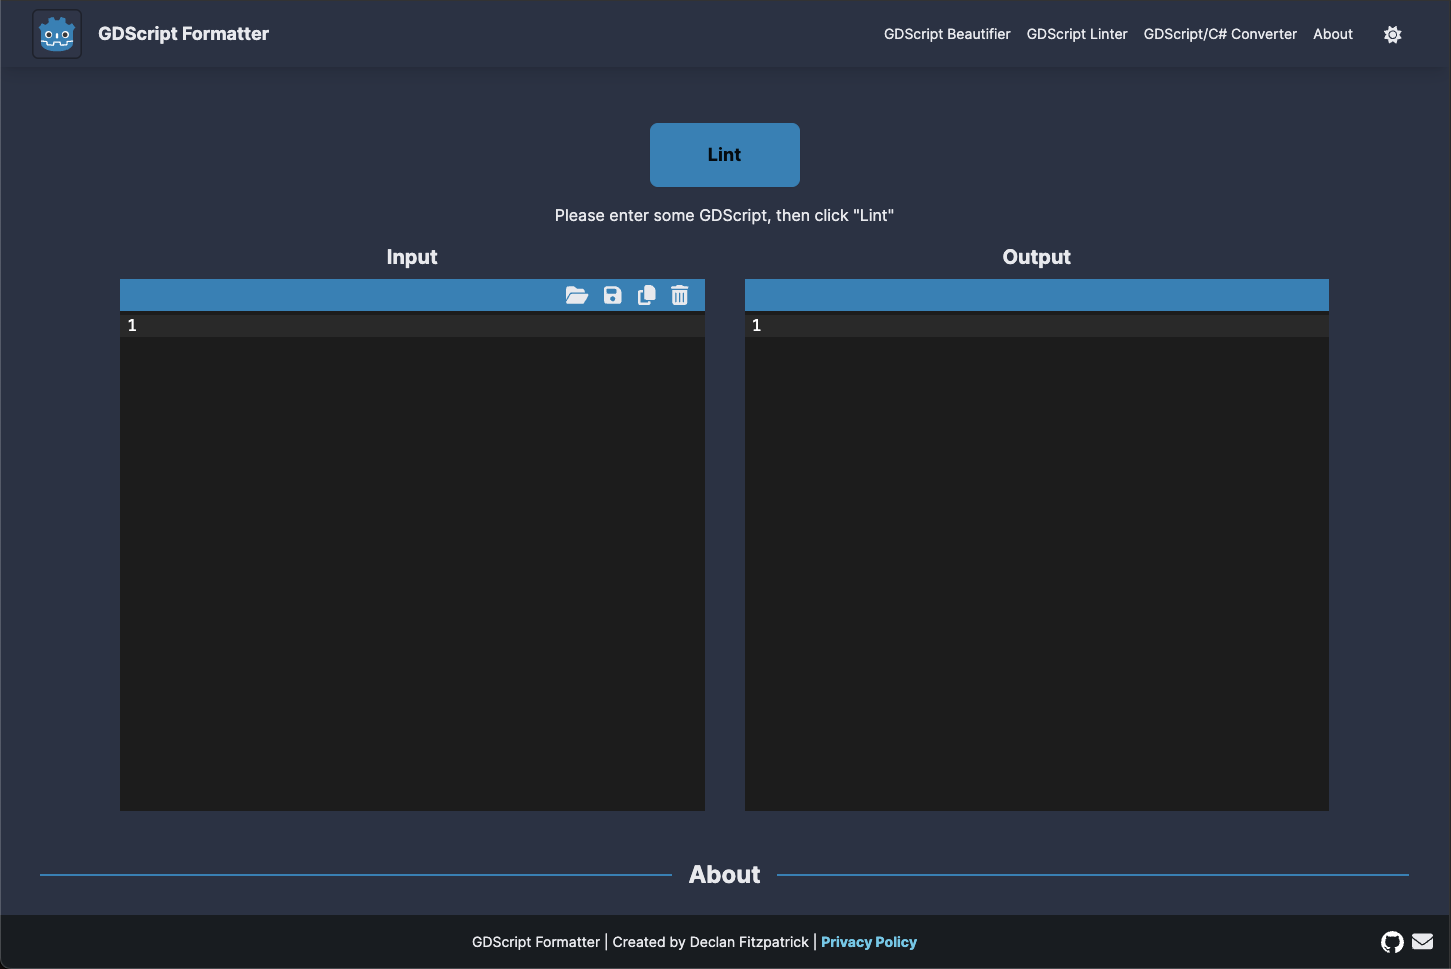 GDScript Formatter
GDScript Beautifier GDScript Linter GDScript/C# Converter About
Lint
Please enter some GDScript, then click "Lint"
Input
Output
1
1
About
GDScript Formatter | Created by Declan Fitzpatrick | Privacy Policy